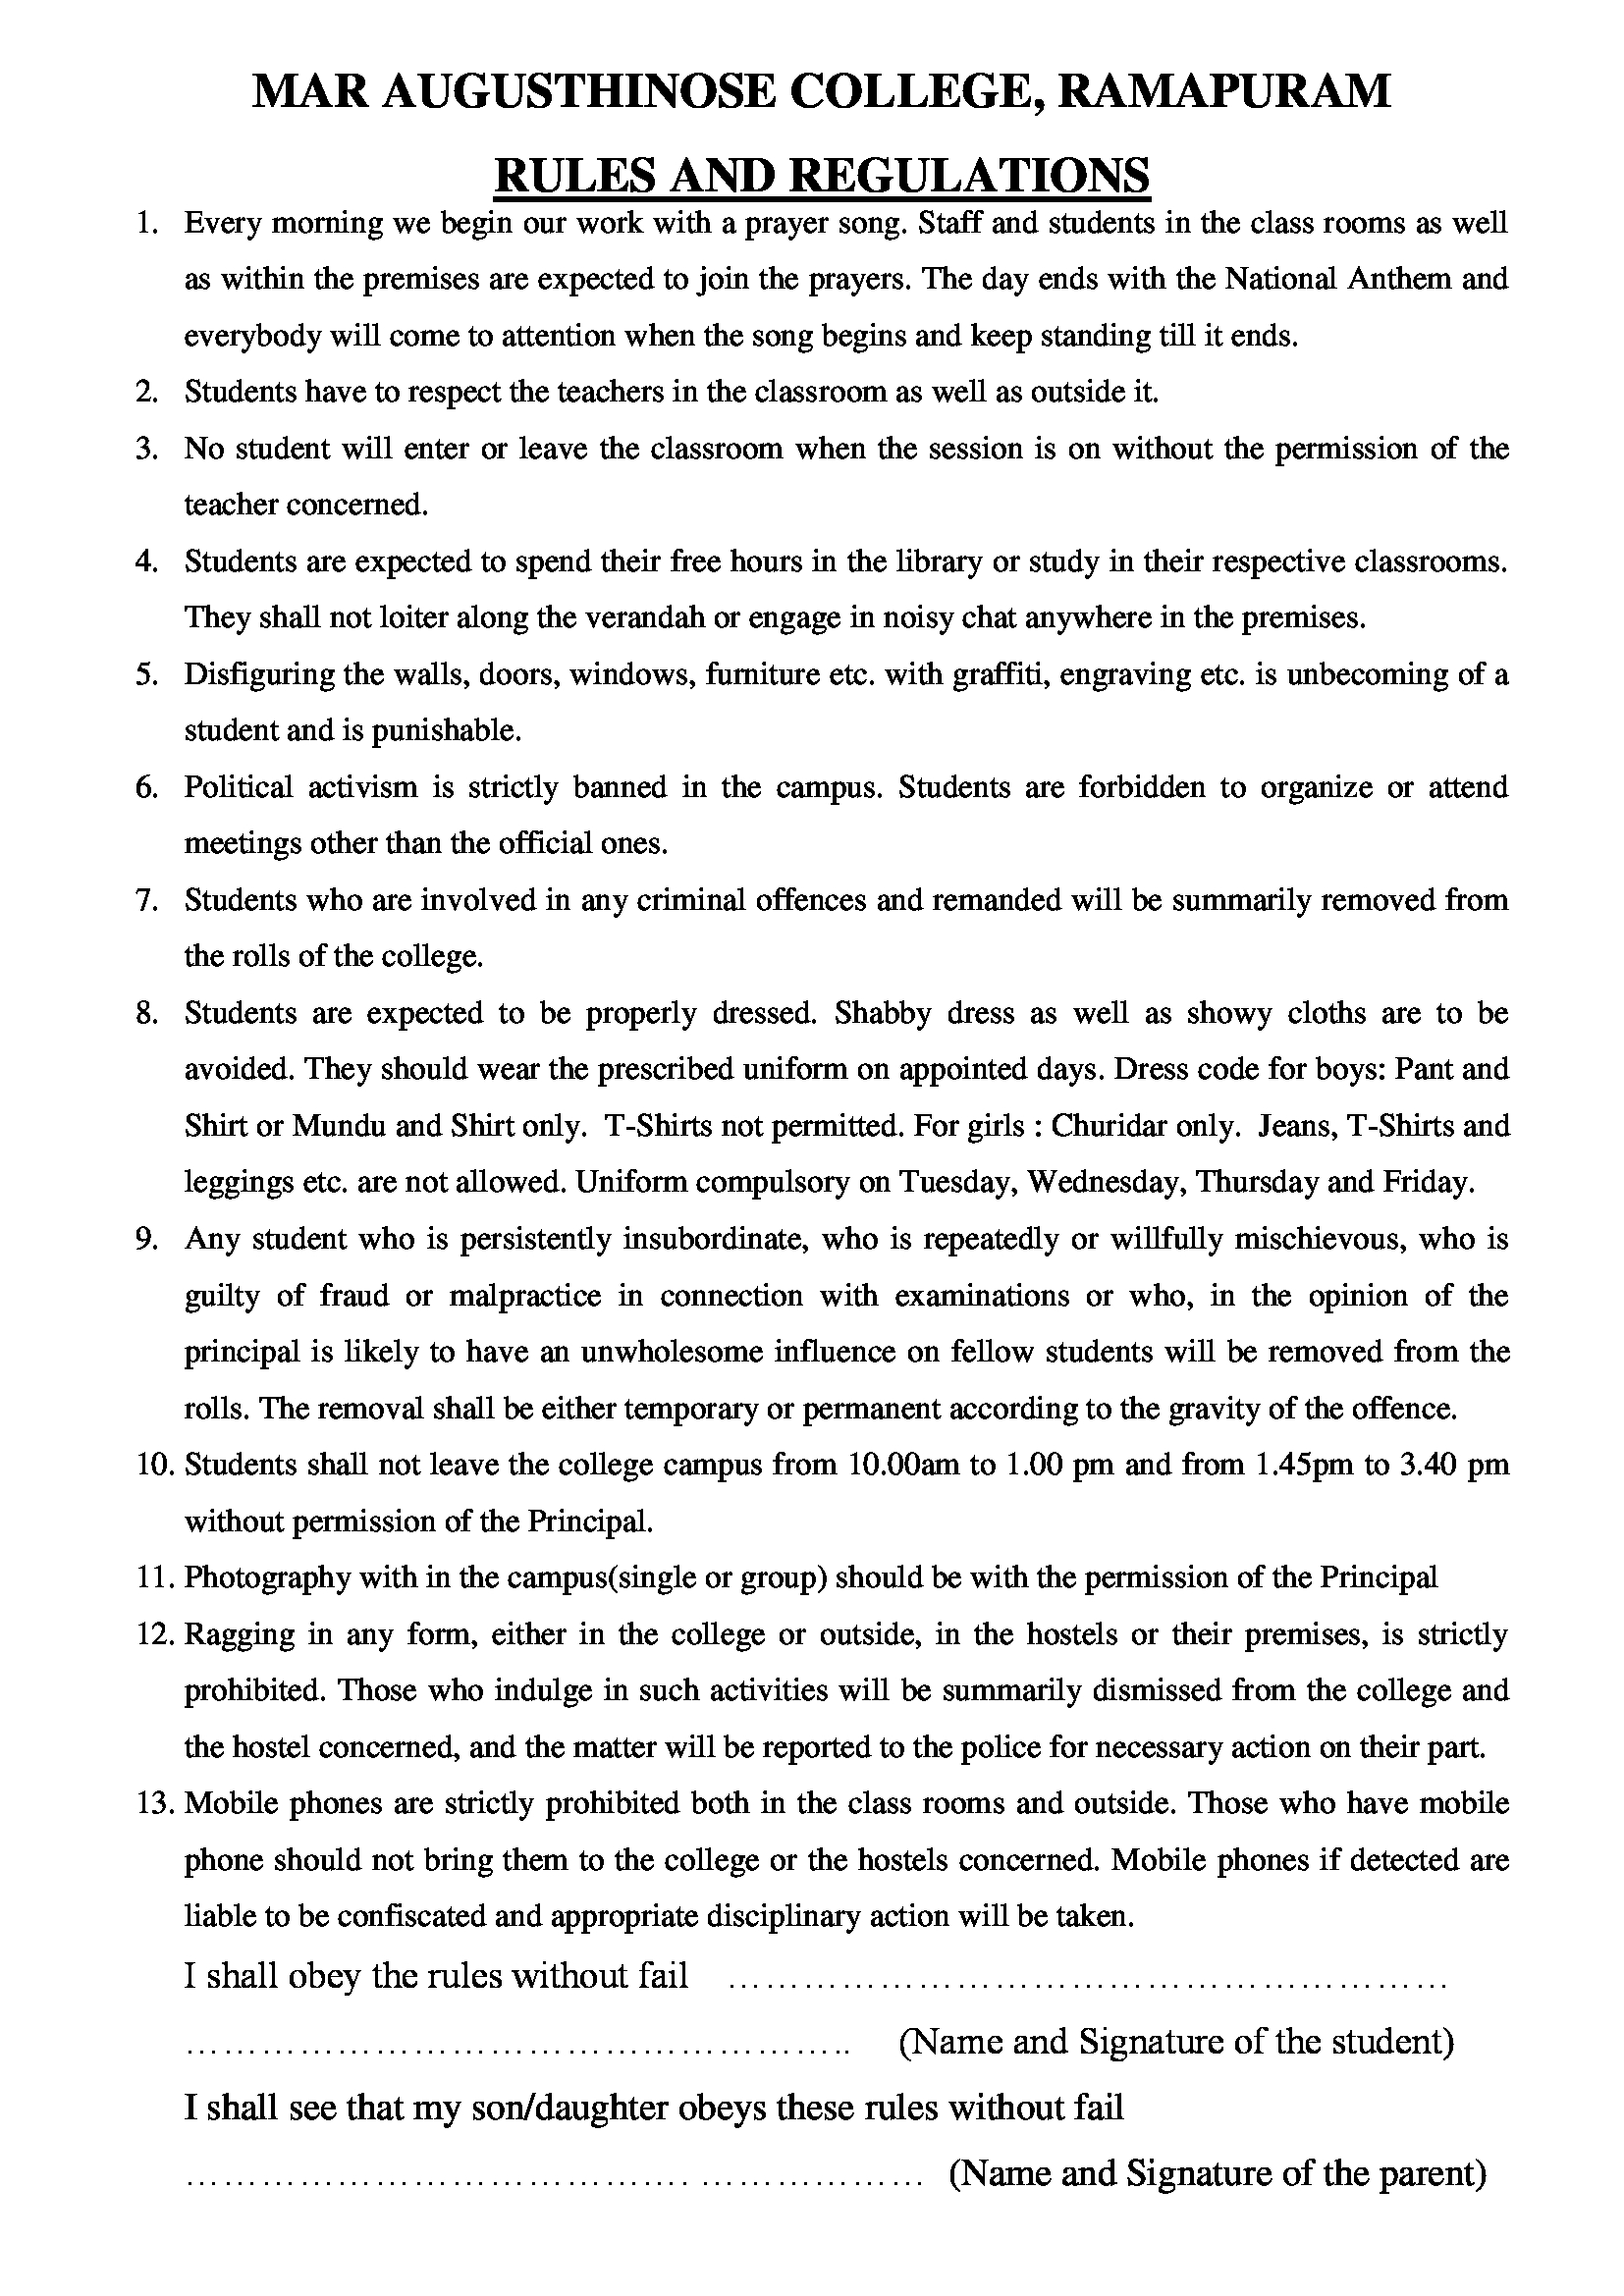 MAR AUGUSTHINOSE COLLEGE, RAMAPURAM
RULES AND REGULATIONS
1. Every morning we begin our work with a prayer song. Staff and students in the class rooms as well
as within the premises are expected to join the prayers. The day ends with the National Anthem and
everybody will come to attention when the song begins and keep standing till it ends.
2. Students have to respect the teachers in the classroom as well as outside it.
3. No student will enter or leave the classroom when the session is on without the permission of the
teacher concerned.
4. Students are expected to spend their free hours in the library or study in their respective classrooms.
They shall not loiter along the verandah or engage in noisy chat anywhere in the premises.
5. Disfiguring the walls, doors, windows, furniture etc. with graffiti, engraving etc. is unbecoming of a
student and is punishable.
6. Political activism is strictly banned in the campus. Students are forbidden to organize or attend
meetings other than the official ones.
7. Students who are involved in any criminal offences and remanded will be summarily removed from
the rolls of the college.
8. Students are expected to be properly dressed. Shabby dress as well as showy cloths are to be
avoided. They should wear the prescribed uniform on appointed days. Dress code for boys: Pant and
Shirt or Mundu and Shirt only.  T-Shirts not permitted. For girls : Churidar only.  Jeans, T-Shirts and
leggings etc. are not allowed. Uniform compulsory on Tuesday, Wednesday, Thursday and Friday.
9. Any student who is persistently insubordinate, who is repeatedly or willfully mischievous, who is
guilty of fraud or malpractice in connection with examinations or who, in the opinion of the
principal is likely to have an unwholesome influence on fellow students will be removed from the
rolls. The removal shall be either temporary or permanent according to the gravity of the offence.
10. Students shall not leave the college campus from 10.00am to 1.00 pm and from 1.45pm to 3.40 pm
without permission of the Principal.
11. Photography with in the campus(single or group) should be with the permission of the Principal
12. Ragging in any form, either in the college or outside, in the hostels or their premises, is strictly
prohibited. Those who indulge in such activities will be summarily dismissed from the college and
the hostel concerned, and the matter will be reported to the police for necessary action on their part.
13. Mobile phones are strictly prohibited both in the class rooms and outside. Those who have mobile
phone should not bring them to the college or the hostels concerned. Mobile phones if detected are
liable to be confiscated and appropriate disciplinary action will be taken.
I shall obey the rules without fail ………………………………………………
…………………………………………….. (Name and Signature of the student)
I shall see that my son/daughter obeys these rules without fail
………………………………… ……………… (Name and Signature of the parent)